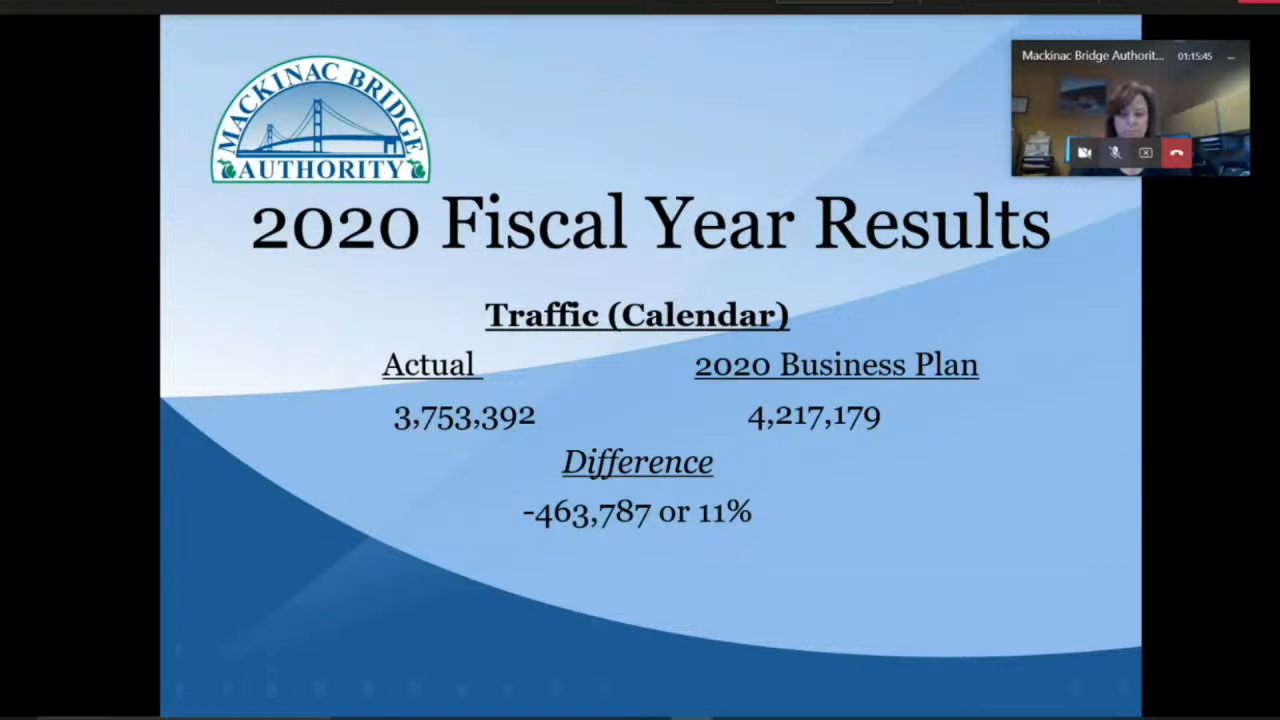 MACKINAC BRIDGE
AUTHORITY
Mackinac Bridge Authorit...
01:15:45
2020 Fiscal Year Results
Traffic (Calendar)
Actual 2020 Business Plan
3,753,392 4,217,179
Difference
-463,787 or 11%